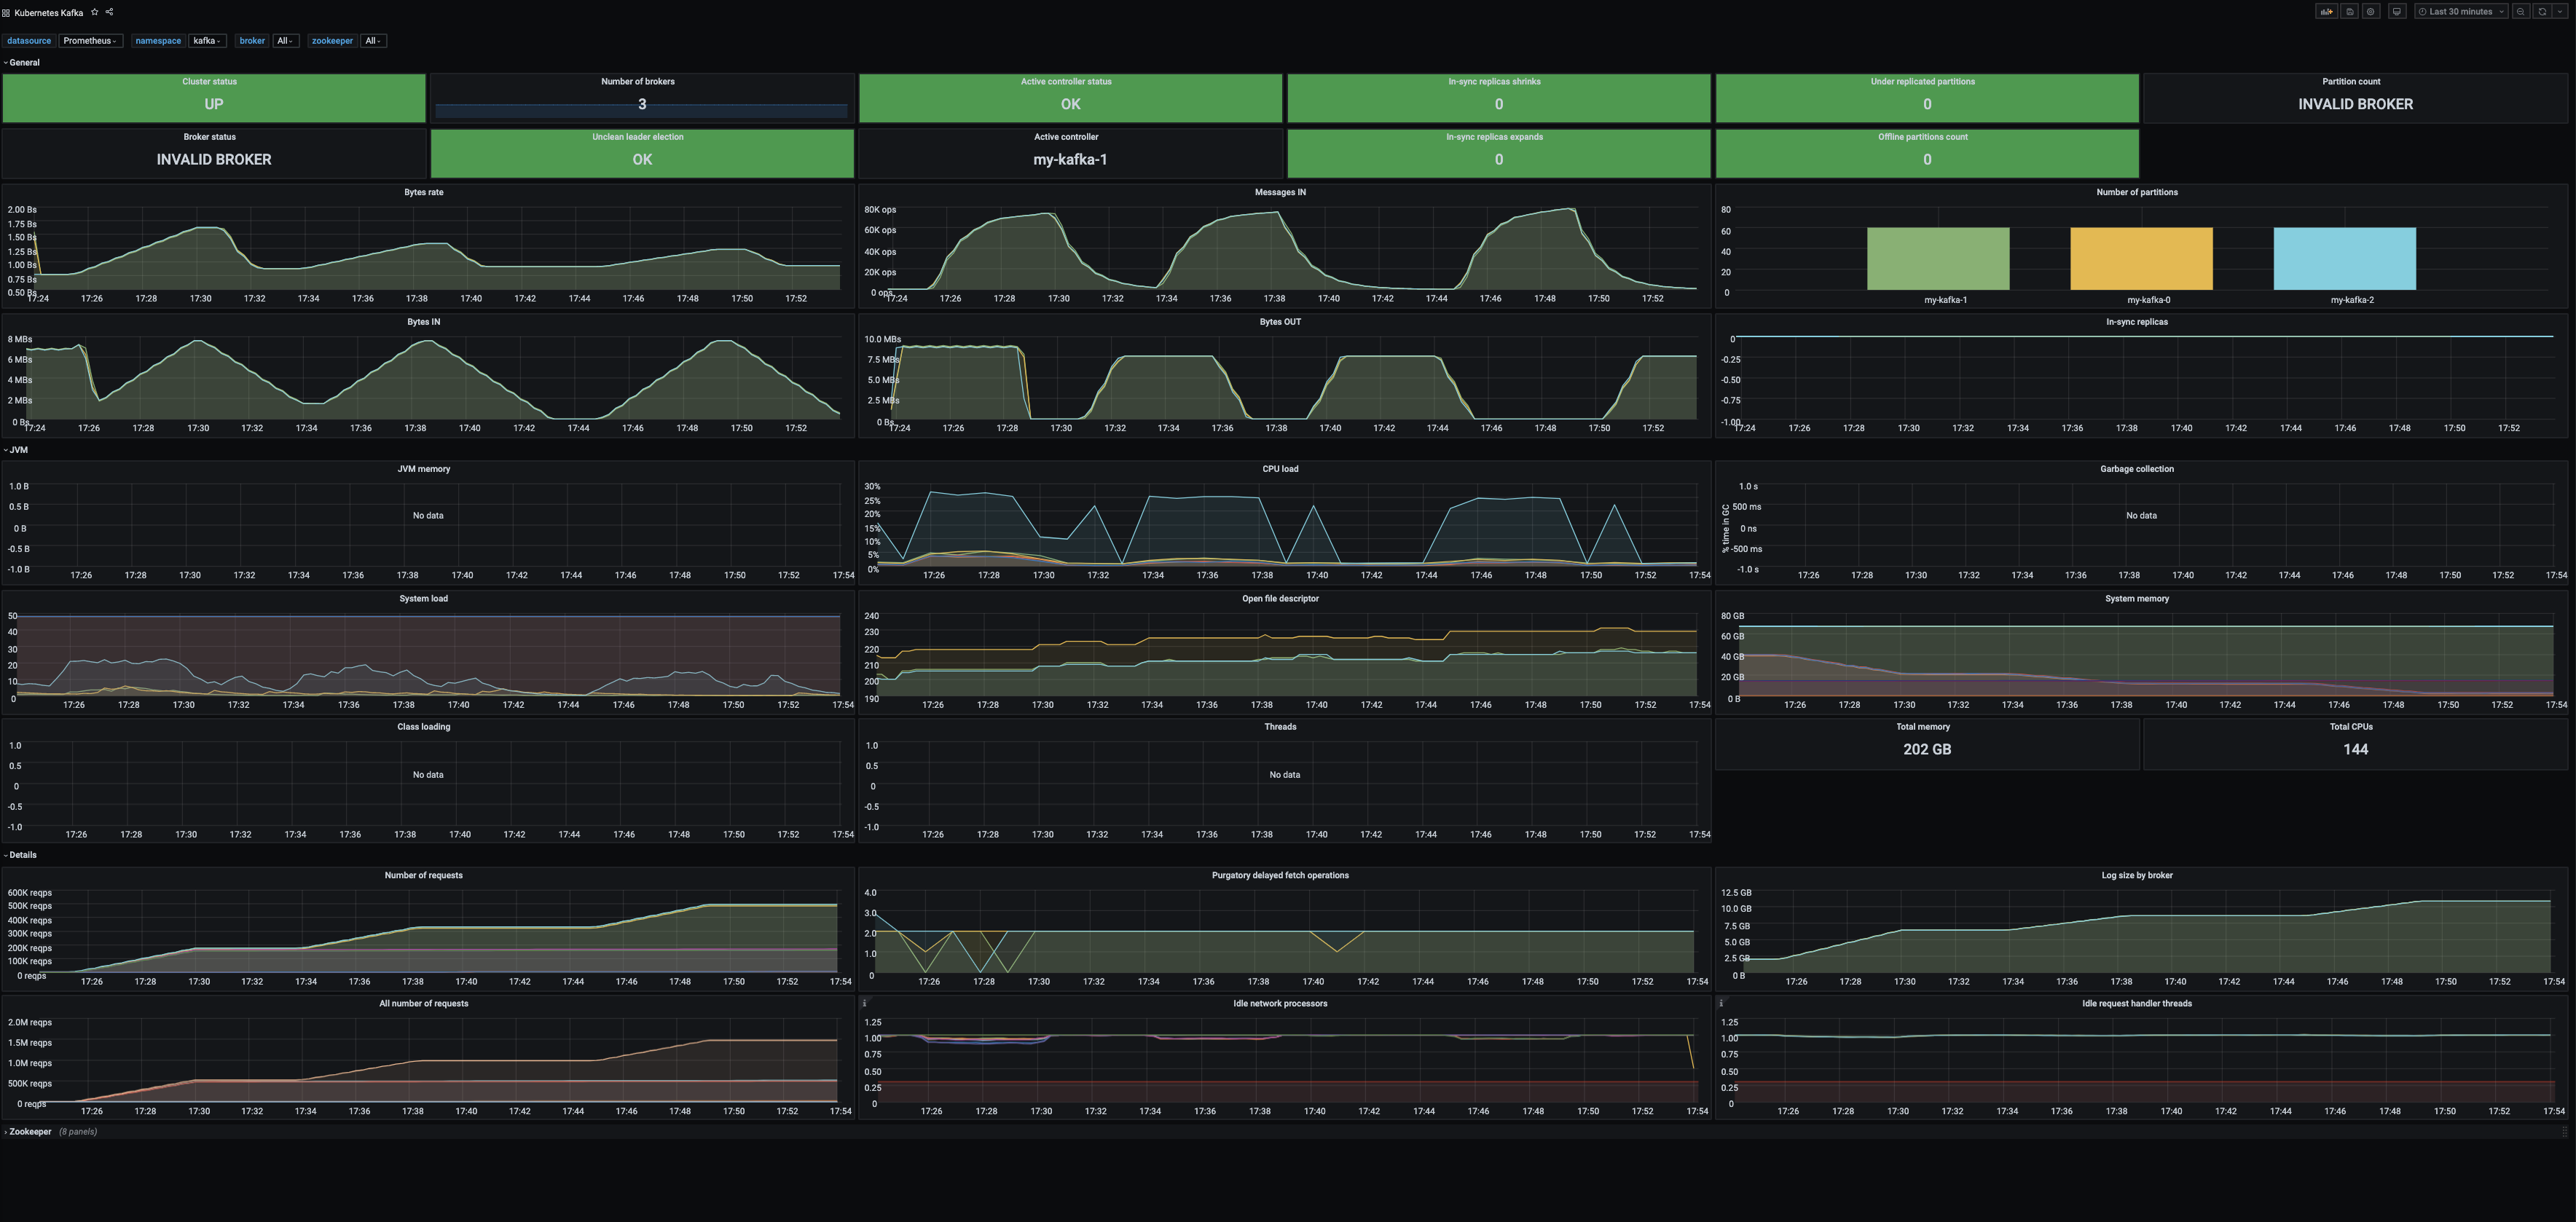 Kubernetes Kafka
Last 30 minutes
datasource Prometheus namespace kafka broker All zookeeper All
General
Cluster status
UP
Number of brokers
3
Active controller status
OK
In-sync replicas shrinks
0
Under replicated partitions
0
Partition count
INVALID BROKER
Broker status
INVALID BROKER
Unclean leader election
OK
Active controller
my-kafka-1
In-sync replicas expands
0
Offline partitions count
0
Bytes rate
2.00 Bs
1.75 Bs
1.50 Bs
1.25 Bs
1.00 Bs
0.75 Bs
0.50 Bs
17:24 17:26 17:28 17:30 17:32 17:34 17:36 17:38 17:40 17:42 17:44 17:46 17:48 17:50 17:52
Messages IN
80K ops
60K ops
40K ops
20K ops
0 ops
17:24 17:26 17:28 17:30 17:32 17:34 17:36 17:38 17:40 17:42 17:44 17:46 17:48 17:50 17:52
Number of partitions
80
60
40
20
0
my-kafka-1 my-kafka-0 my-kafka-2
Bytes IN
8 MBs
6 MBs
4 MBs
2 MBs
0 Bs
17:24 17:26 17:28 17:30 17:32 17:34 17:36 17:38 17:40 17:42 17:44 17:46 17:48 17:50 17:52
Bytes OUT
10.0 MBs
7.5 MBs
5.0 MBs
2.5 MBs
0 Bs
17:24 17:26 17:28 17:30 17:32 17:34 17:36 17:38 17:40 17:42 17:44 17:46 17:48 17:50 17:52
In-sync replicas
0
-0.25
-0.50
-0.75
-1.00
17:24 17:26 17:28 17:30 17:32 17:34 17:36 17:38 17:40 17:42 17:44 17:46 17:48 17:50 17:52
JVM
JVM memory
1.0 B
0.5 B
0 B
-0.5 B
-1.0 B
No data
17:26 17:28 17:30 17:32 17:34 17:36 17:38 17:40 17:42 17:44 17:46 17:48 17:50 17:52 17:54
CPU load
30%
25%
20%
15%
10%
5%
0%
17:26 17:28 17:30 17:32 17:34 17:36 17:38 17:40 17:42 17:44 17:46 17:48 17:50 17:52 17:54
Garbage collection
% time in GC
1.0 s
500 ms
0 ns
-500 ms
-1.0 s
No data
17:26 17:28 17:30 17:32 17:34 17:36 17:38 17:40 17:42 17:44 17:46 17:48 17:50 17:52 17:54
System load
50
40
30
20
10
0
17:26 17:28 17:30 17:32 17:34 17:36 17:38 17:40 17:42 17:44 17:46 17:48 17:50 17:52 17:54
Open file descriptor
240
230
220
210
200
190
17:26 17:28 17:30 17:32 17:34 17:36 17:38 17:40 17:42 17:44 17:46 17:48 17:50 17:52 17:54
System memory
80 GB
60 GB
40 GB
20 GB
0 B
17:26 17:28 17:30 17:32 17:34 17:36 17:38 17:40 17:42 17:44 17:46 17:48 17:50 17:52 17:54
Class loading
1.0
0.5
0
-0.5
-1.0
No data
17:26 17:28 17:30 17:32 17:34 17:36 17:38 17:40 17:42 17:44 17:46 17:48 17:50 17:52 17:54
Threads
1.0
0.5
0
-0.5
-1.0
No data
17:26 17:28 17:30 17:32 17:34 17:36 17:38 17:40 17:42 17:44 17:46 17:48 17:50 17:52 17:54
Total memory
202 GB
Total CPUs
144
Details
Number of requests
600K reqps
500K reqps
400K reqps
300K reqps
200K reqps
100K reqps
0 reqps
17:26 17:28 17:30 17:32 17:34 17:36 17:38 17:40 17:42 17:44 17:46 17:48 17:50 17:52 17:54
Purgatory delayed fetch operations
4.0
3.0
2.0
1.0
0
17:26 17:28 17:30 17:32 17:34 17:36 17:38 17:40 17:42 17:44 17:46 17:48 17:50 17:52 17:54
Log size by broker
12.5 GB
10.0 GB
7.5 GB
5.0 GB
2.5 GB
0 B
17:26 17:28 17:30 17:32 17:34 17:36 17:38 17:40 17:42 17:44 17:46 17:48 17:50 17:52 17:54
All number of requests
2.0M reqps
1.5M reqps
1.0M reqps
500K reqps
0 reqps
17:26 17:28 17:30 17:32 17:34 17:36 17:38 17:40 17:42 17:44 17:46 17:48 17:50 17:52 17:54
Idle network processors
1.25
1.00
0.75
0.50
0.25
0
17:26 17:28 17:30 17:32 17:34 17:36 17:38 17:40 17:42 17:44 17:46 17:48 17:50 17:52 17:54
Idle request handler threads
1.25
1.00
0.75
0.50
0.25
0
17:26 17:28 17:30 17:32 17:34 17:36 17:38 17:40 17:42 17:44 17:46 17:48 17:50 17:52 17:54
Zookeeper (8 panels)